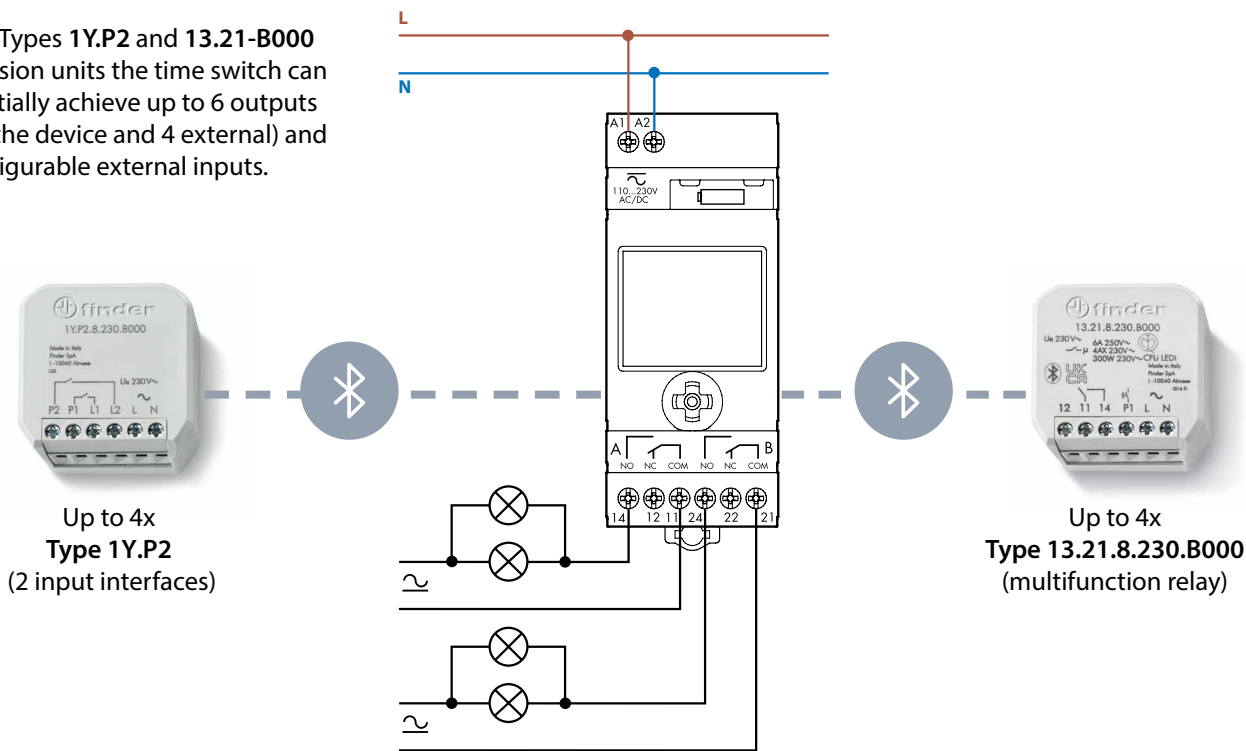 Types 1Y.P2 and 13.21-B000
sion units the time switch can
tially achieve up to 6 outputs
the device and 4 external) and
igurable external inputs.
L
N
A1 A2
110...230V
AC/DC
A
B
NO NC COM NO NC COM
14 12 11 24 22 21
finder
1Y.P2.8.230.B000
Made in Italy
Finder SpA
I-10040 Almese
Us 230V~
P2 P1 L1 L2 L N
Up to 4x
Type 1Y.P2
(2 input interfaces)
finder
13.21.8.230.B000
Us 230V~
6A 250V~
μ 4AX 230V~
300W 230V~ CFL/LED
UK
CA
Made in Italy
Finder SpA
I-10040 Almese
12 11 14 P1 L N
Up to 4x
Type 13.21.8.230.B000
(multifunction relay)